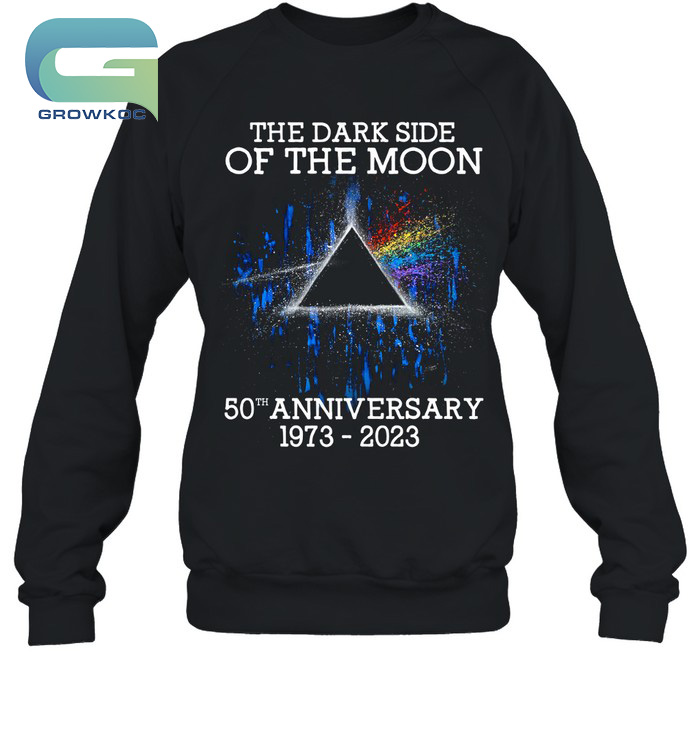 GROWKOC
THE DARK SIDE
OF THE MOON
50TH ANNIVERSARY
1973 - 2023